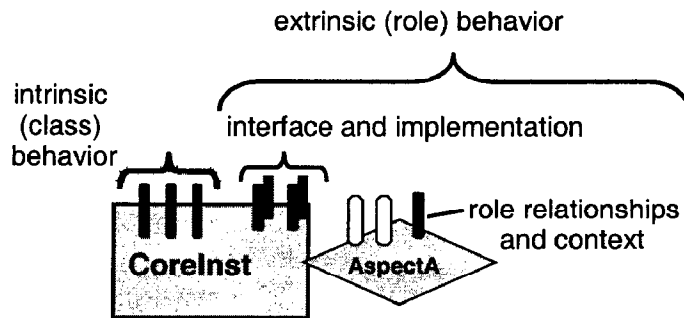 extrinsic (role) behavior
intrinsic
(class)
behavior
interface and implementation
role relationships
and context
CoreInst
AspectA